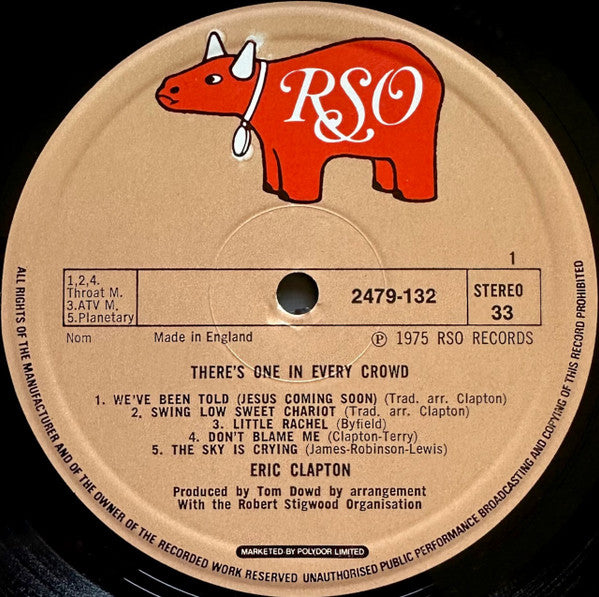 RSO
1
1,2,4.
Throat M.
3.ATV M.
5.Planetary
2479-132
STEREO
33
Nom
Made in England
Ⓟ 1975 RSO RECORDS
THERE'S ONE IN EVERY CROWD
1. WE'VE BEEN TOLD (JESUS COMING SOON) (Trad. arr. Clapton)
2, SWING LOW SWEET CHARIOT (Trad. arr. Clapton)
3. LITTLE RACHEL (Byfield)
4. DON'T BLAME ME (Clapton-Terry)
5. THE SKY IS CRYING (James-Robinson-Lewis)
ERIC CLAPTON
Produced by Tom Dowd by arrangement
With the Robert Stigwood Organisation
MARKETED BY POLYDOR LIMITED
ALL RIGHTS OF THE MANUFACTURER AND OF THE OWNER OF THE RECORDED WORK RESERVED UNAUTHORISED PUBLIC PERFORMANCE BROADCASTING AND COPYING OF THIS RECORD PROHIBITED